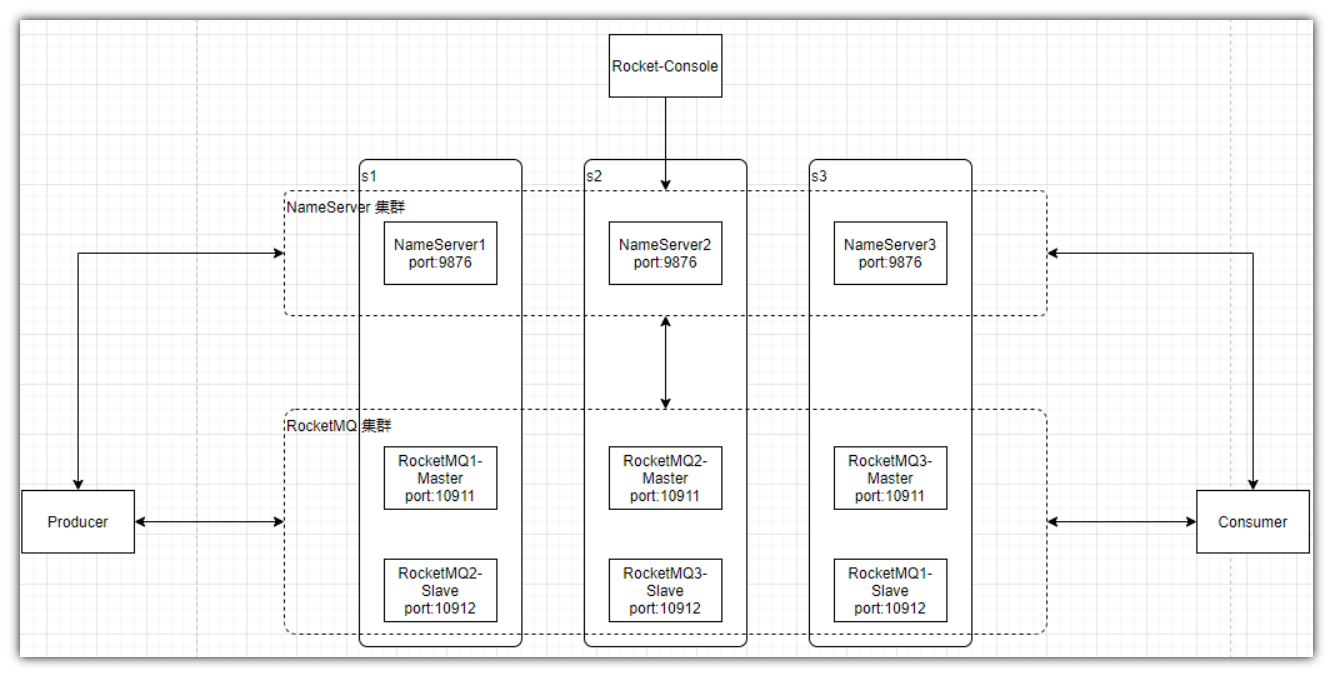 Rocket-Console
s1
s2
s3
NameServer 集群
NameServer1
port:9876
NameServer2
port:9876
NameServer3
port:9876
RocketMQ 集群
RocketMQ1-
Master
port:10911
RocketMQ2-
Master
port:10911
RocketMQ3-
Master
port:10911
Producer
Consumer
RocketMQ2-
Slave
port:10912
RocketMQ3-
Slave
port:10912
RocketMQ1-
Slave
port:10912